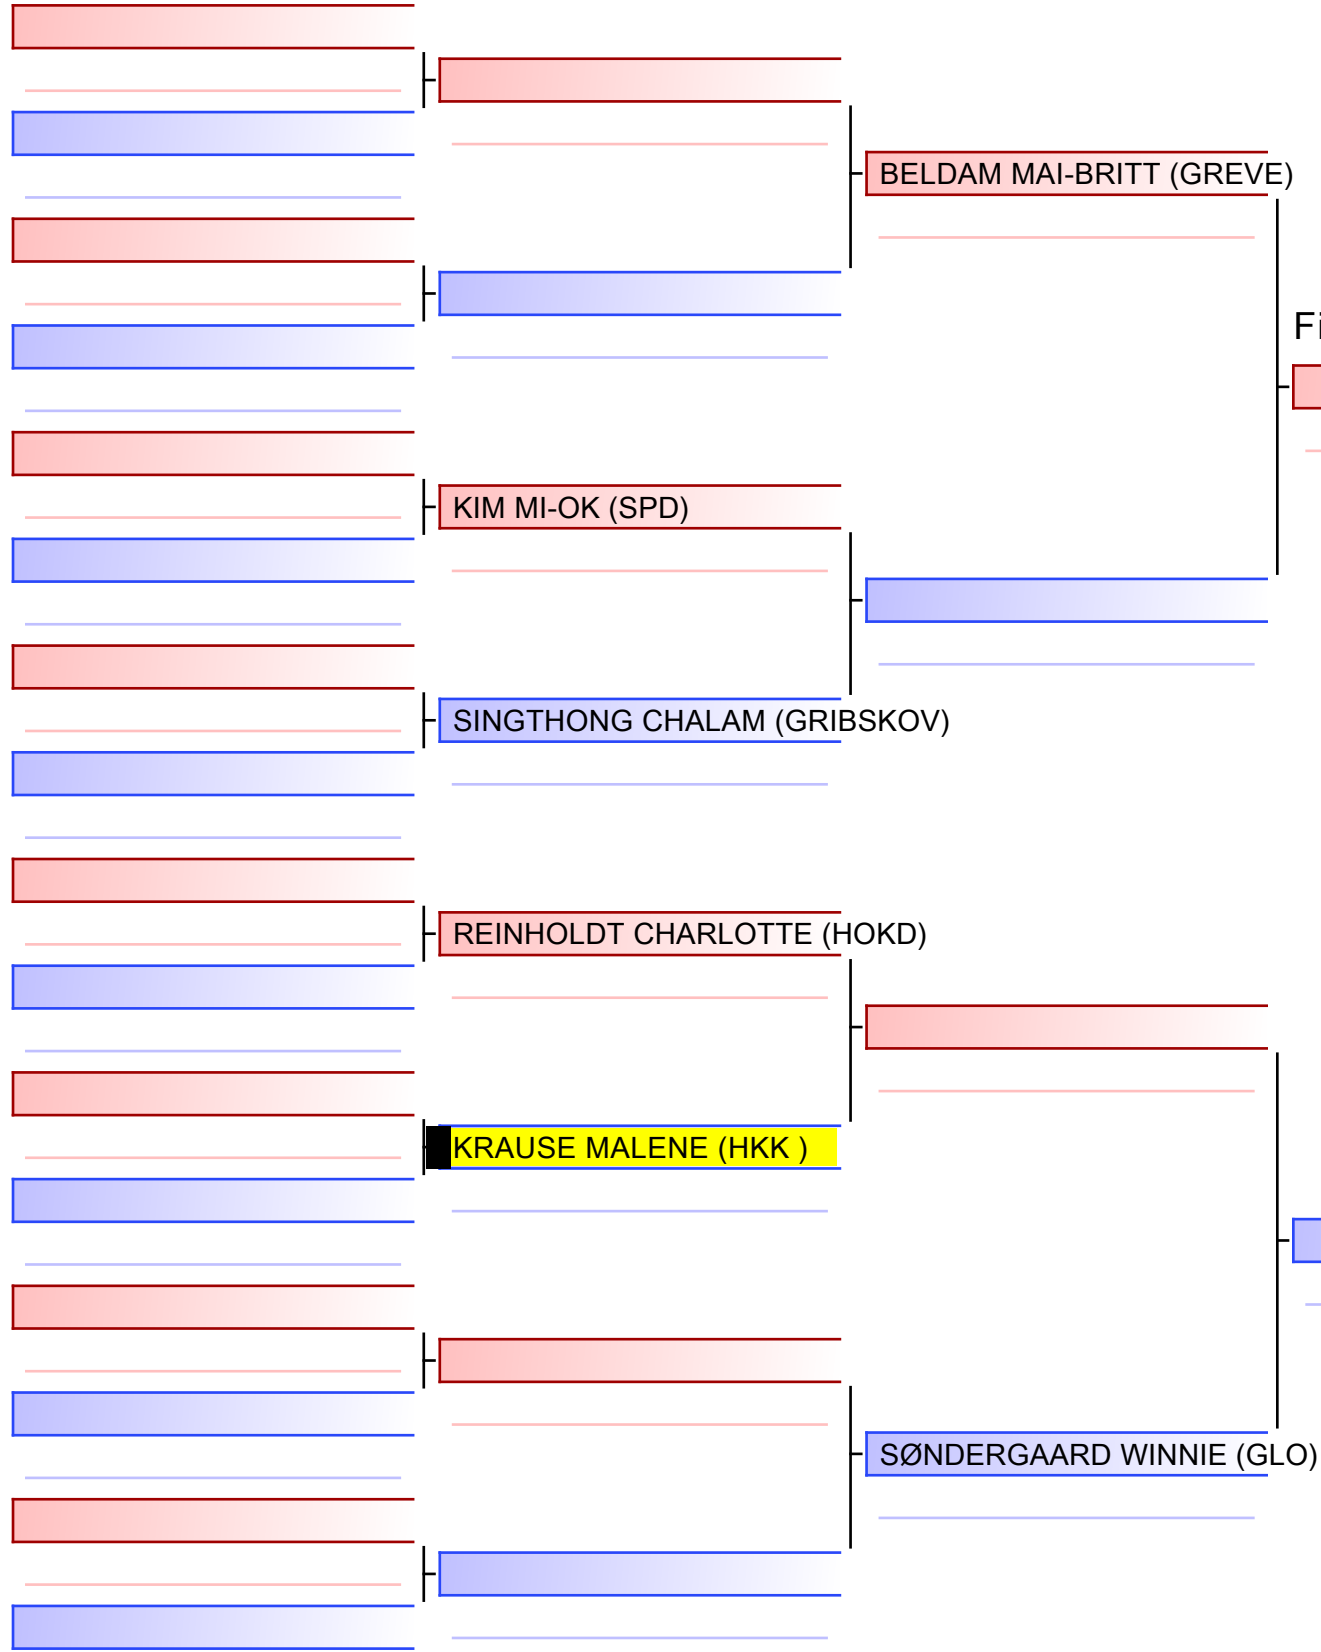 BELDAM MAI-BRITT (GREVE)
Fi
KIM MI-OK (SPD)
SINGTHONG CHALAM (GRIBSKOV)
REINHOLDT CHARLOTTE (HOKD)
KRAUSE MALENE (HKK )
SØNDERGAARD WINNIE (GLO)